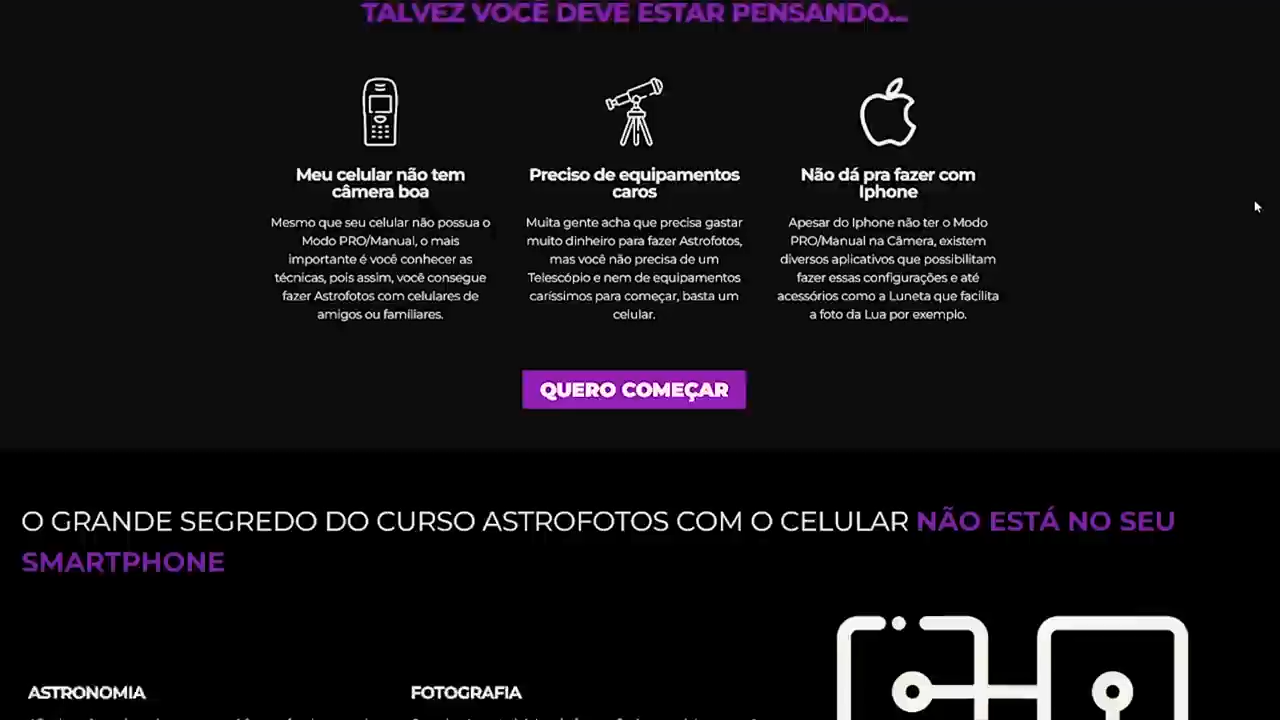 TALVEZ VOCÊ DEVE ESTAR PENSANDO...
Meu celular não tem
câmera boa
Mesmo que seu celular não possua o
Modo PRO/Manual, o mais
importante é você conhecer as
técnicas, pois assim, você consegue
fazer Astrofotos com celulares de
amigos ou familiares.
Preciso de equipamentos
caros
Muita gente acha que precisa gastar
muito dinheiro para fazer Astrofotos,
mas você não precisa de um
Telescópio e nem de equipamentos
caríssimos para começar, basta um
celular.
Não dá pra fazer com
Iphone
Apesar do Iphone não ter o Modo
PRO/Manual na Câmera, existem
diversos aplicativos que possibilitam
fazer essas configurações e até
acessórios como a Luneta que facilita
a foto da Lua por exemplo.
QUERO COMEÇAR
O GRANDE SEGREDO DO CURSO ASTROFOTOS COM O CELULAR NÃO ESTÁ NO SEU
SMARTPHONE
ASTRONOMIA
FOTOGRAFIA